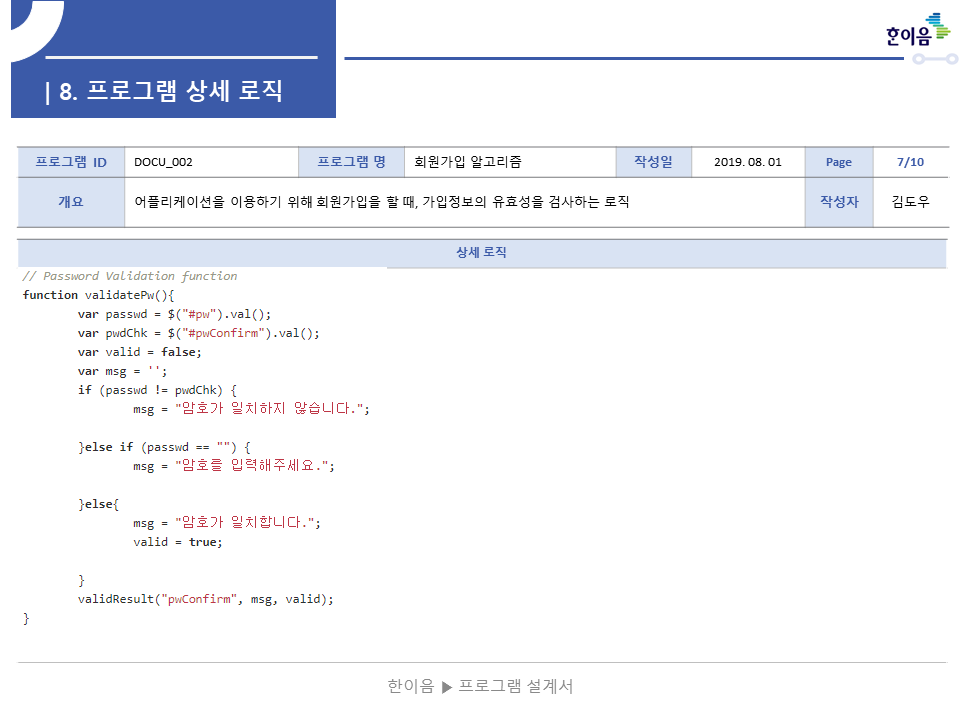 한이음
| 8. 프로그램 상세 로직
프로그램 ID DOCU_002 프로그램 명 회원가입 알고리즘 작성일 2019. 08. 01 Page 7/10
개요 어플리케이션을 이용하기 위해 회원가입을 할 때, 가입정보의 유효성을 검사하는 로직 작성자 김도우
상세 로직
// Password Validation function
function validatePw(){
var passwd = $("#pw").val();
var pwdChk = $("#pwConfirm").val();
var valid = false;
var msg = '';
if (passwd != pwdChk) {
msg = "암호가 일치하지 않습니다.";
}else if (passwd == "") {
msg = "암호를 입력해주세요.";
}else{
msg = "암호가 일치합니다.";
valid = true;
}
validResult("pwConfirm", msg, valid);
}
한이음 ▶ 프로그램 설계서